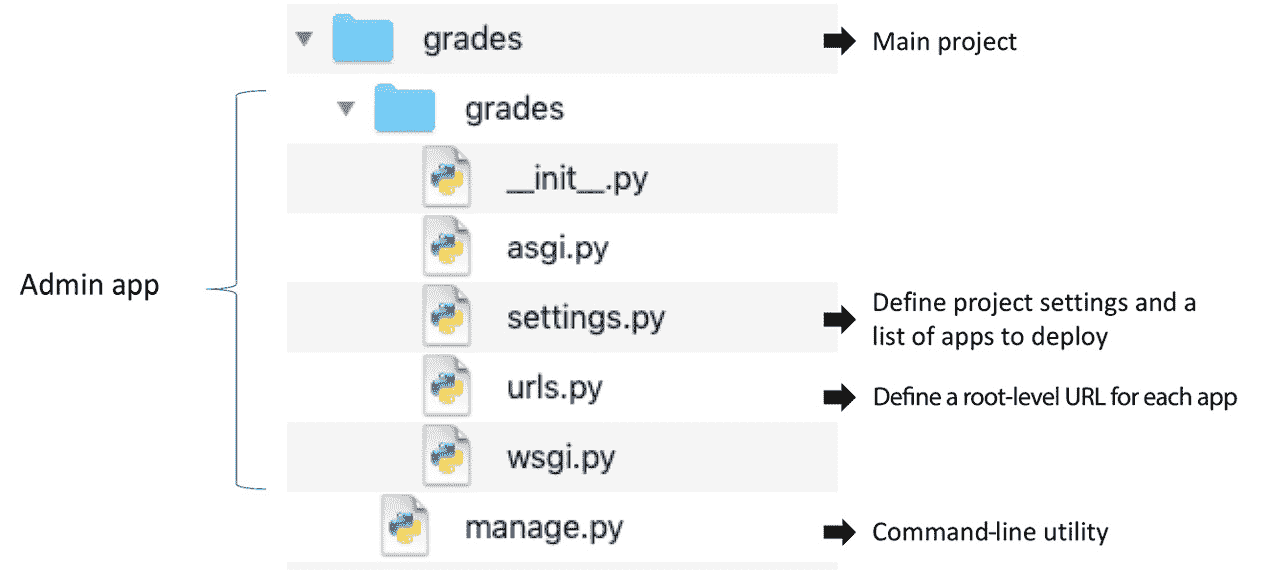 grades
Main project
grades
__init__.py
asgi.py
Admin app
settings.py
Define project settings and a
list of apps to deploy
urls.py
Define a root-level URL for each app
wsgi.py
manage.py
Command-line utility